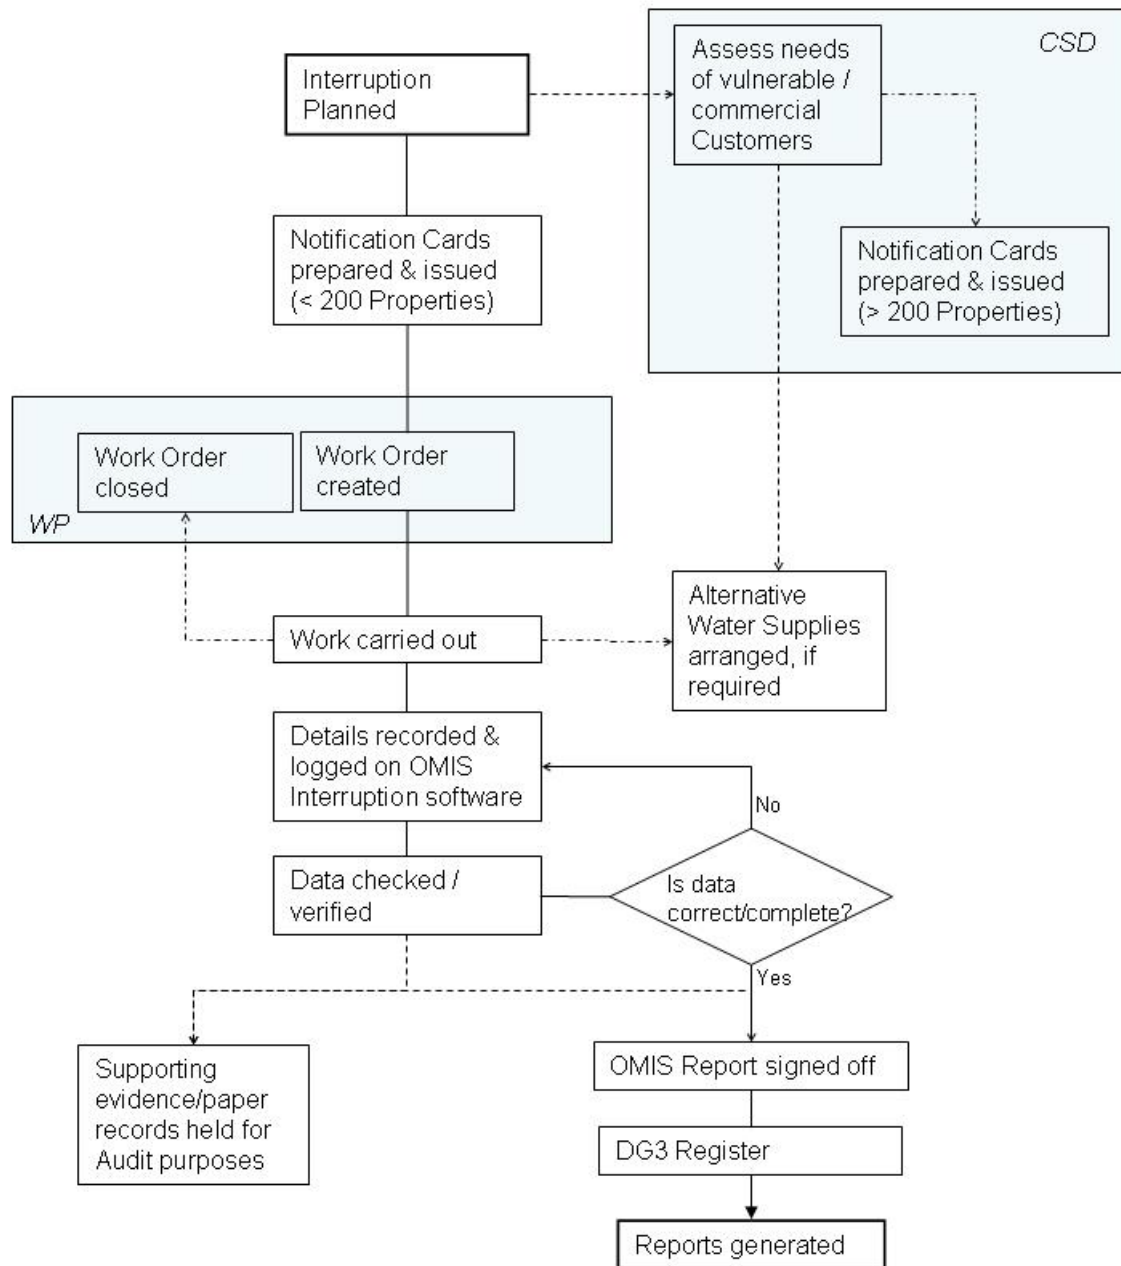 Interruption
Planned
Assess needs
of vulnerable /
commercial
Customers
CSD
Notification Cards
prepared & issued
(< 200 Properties)
Notification Cards
prepared & issued
(> 200 Properties)
Work Order
closed
Work Order
created
WP
Work carried out
Alternative
Water Supplies
arranged, if
required
Details recorded &
logged on OMIS
Interruption software
No
Data checked /
verified
Is data
correct/complete?
Yes
Supporting
evidence/paper
records held for
Audit purposes
OMIS Report signed off
DG3 Register
Reports generated